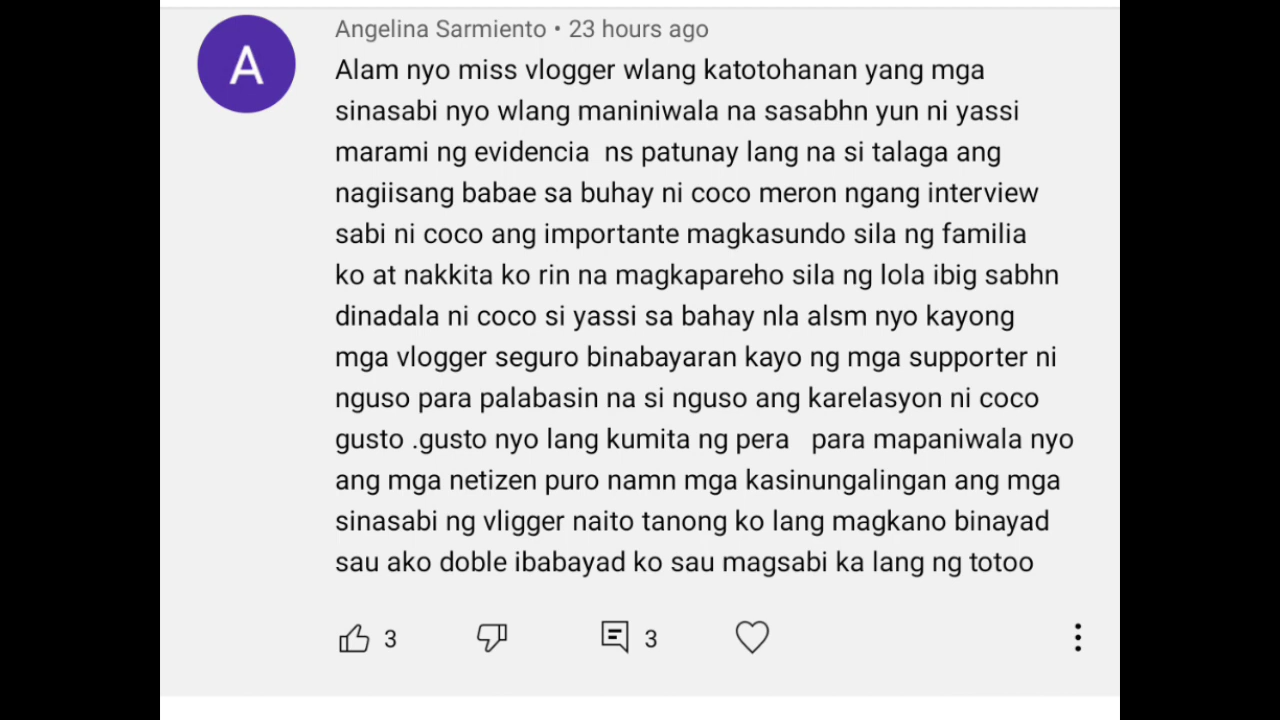 A
Angelina Sarmiento • 23 hours ago
Alam nyo miss vlogger wlang katotohanan yang mga
sinasabi nyo wlang maniniwala na sasabhn yun ni yassi
marami ng evidencia  ns patunay lang na si talaga ang
nagiisang babae sa buhay ni coco meron ngang interview
sabi ni coco ang importante magkasundo sila ng familia
ko at nakkita ko rin na magkapareho sila ng lola ibig sabhn
dinadala ni coco si yassi sa bahay nla alsm nyo kayong
mga vlogger seguro binabayaran kayo ng mga supporter ni
nguso para palabasin na si nguso ang karelasyon ni coco
gusto .gusto nyo lang kumita ng pera   para mapaniwala nyo
ang mga netizen puro namn mga kasinungalingan ang mga
sinasabi ng vligger naito tanong ko lang magkano binayad
sau ako doble ibabayad ko sau magsabi ka lang ng totoo
3 3